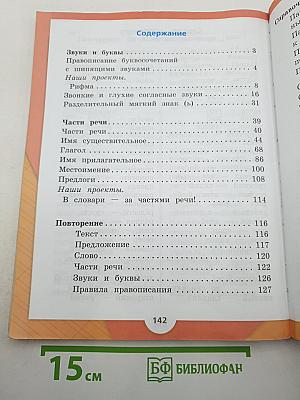 Содержание
Звуки и буквы 3
Правописание буквосочетаний
с шипящими звуками 4
Наши проекты.
Рифма 8
Звонкие и глухие согласные звуки 16
Разделительный мягкий знак (ь) 31
Части речи 39
Части речи 40
Имя существительное 44
Глагол 68
Имя прилагательное 86
Местоимение 100
Предлоги 108
Наши проекты.
В словари — за частями речи! 114
Повторение 116
Текст 116
Предложение 117
Слово 120
Части речи 122
Звуки и буквы 126
Правила правописания 127
142
15 см
БФ БИБЛИОФАН